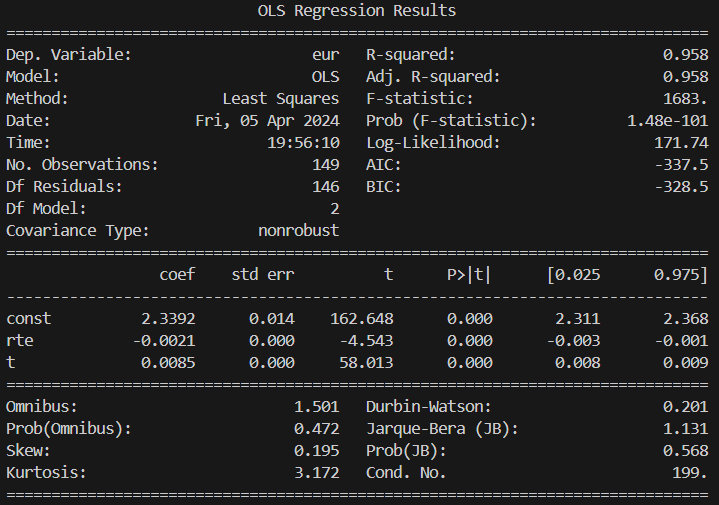 OLS Regression Results
==============================================================================
Dep. Variable:                    eur   R-squared:                       0.958
Model:                            OLS   Adj. R-squared:                  0.958
Method:                 Least Squares   F-statistic:                     1683.
Date:                Fri, 05 Apr 2024   Prob (F-statistic):          1.48e-101
Time:                        19:56:10   Log-Likelihood:                 171.74
No. Observations:                 149   AIC:                            -337.5
Df Residuals:                     146   BIC:                            -328.5
Df Model:                           2
Covariance Type:            nonrobust
==============================================================================
                 coef    std err          t      P>|t|      [0.025      0.975]
------------------------------------------------------------------------------
const          2.3392      0.014    162.648      0.000       2.311       2.368
rte           -0.0021      0.000     -4.543      0.000      -0.003      -0.001
t              0.0085      0.000     58.013      0.000       0.008       0.009
==============================================================================
Omnibus:                        1.501   Durbin-Watson:                   0.201
Prob(Omnibus):                  0.472   Jarque-Bera (JB):                1.131
Skew:                           0.195   Prob(JB):                        0.568
Kurtosis:                       3.172   Cond. No.                         199.
==============================================================================